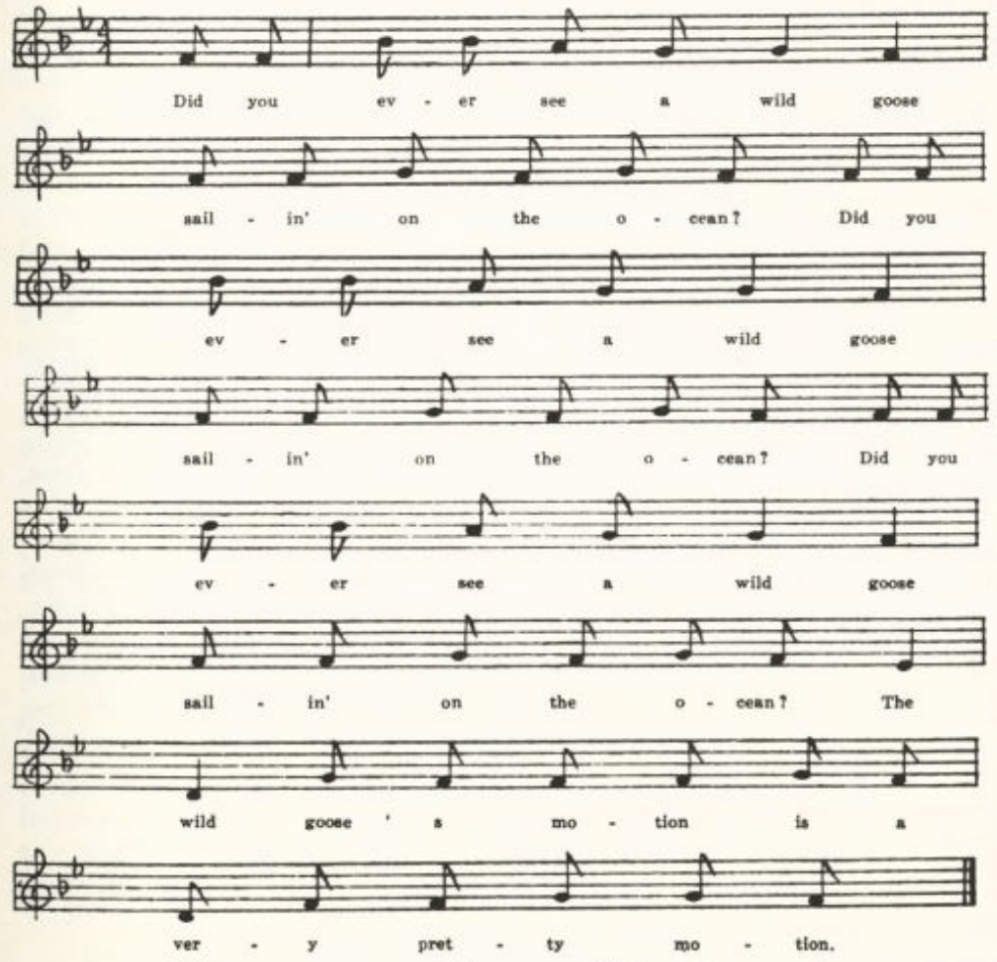 Did you ev - er see a wild goose
sail - in' on the o - cean? Did you
ev - er see a wild goose
sail - in' on the o - cean? Did you
ev - er see a wild goose
sail - in' on the o - cean? The
wild goose ' s mo - tion is a
ver - y pret - ty mo - tion.